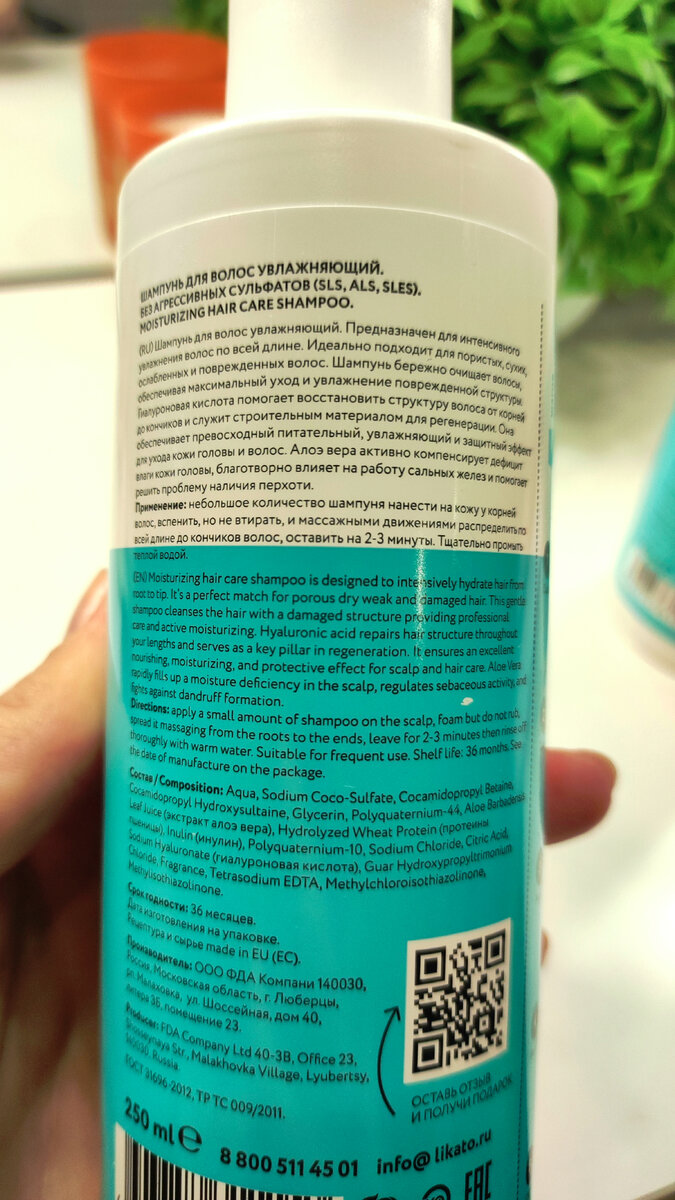 ШАМПУНЬ ДЛЯ ВОЛОС УВЛАЖНЯЮЩИЙ.
БЕЗ АГРЕССИВНЫХ СУЛЬФАТОВ (SLS, ALS, SLES).
MOISTURIZING HAIR CARE SHAMPOO.
(RU) Шампунь для волос увлажняющий. Предназначен для интенсивного
увлажнения волос по всей длине. Идеально подходит для пористых, сухих,
ослабленных и поврежденных волос. Шампунь бережно очищает волосы,
обеспечивая максимальный уход и увлажнение поврежденной структуры.
Гиалуроновая кислота помогает восстановить структуру волоса от корней
до кончиков и служит строительным материалом для регенерации. Она
обеспечивает превосходный питательный, увлажняющий и защитный эффект
для ухода кожи головы и волос. Алоэ вера активно компенсирует дефицит
влаги кожи головы, благотворно влияет на работу сальных желез и помогает
решить проблему наличия перхоти.
Применение: небольшое количество шампуня нанести на кожу у корней
волос, вспенить, но не втирать, и массажными движениями распределить по
всей длине до кончиков волос, оставить на 2-3 минуты. Тщательно промыть
теплой водой.
(EN) Moisturizing hair care shampoo is designed to intensively hydrate hair from
root to tip. It's a perfect match for porous dry weak and damaged hair. This gentle
shampoo cleanses the hair with a damaged structure providing professional
care and active moisturizing. Hyaluronic acid repairs hair structure throughout
your lengths and serves as a key pillar in regeneration. It ensures an excellent
nourishing, moisturizing, and protective effect for scalp and hair care. Aloe Vera
rapidly fills up a moisture deficiency in the scalp, regulates sebaceous activity, and
fights against dandruff formation.
Directions: apply a small amount of shampoo on the scalp, foam but do not rub,
spread it massaging from the roots to the ends, leave for 2-3 minutes then rinse off
thoroughly with warm water. Suitable for frequent use. Shelf life: 36 months. See
the date of manufacture on the package.
Состав / Composition: Aqua, Sodium Coco-Sulfate, Cocamidopropyl Betaine,
Cocamidopropyl Hydroxysultaine, Glycerin, Polyquaternium-44, Aloe Barbadensis
Leaf Juice (экстракт алоэ вера), Hydrolyzed Wheat Protein (протеины
пшеницы), Inulin (инулин), Polyquaternium-10, Sodium Chloride, Citric Acid,
Sodium Hyaluronate (гиалуроновая кислота), Guar Hydroxypropyltrimonium
Chloride, Fragrance, Tetrasodium EDTA, Methylchloroisothiazolinone,
Methylisothiazolinone.
Срок годности: 36 месяцев.
Дата изготовления на упаковке.
Рецептура и сырье made in EU (ЕС).
Производитель: ООО ФДА Компани 140030,
Россия, Московская область, г. Люберцы,
рп. Малаховка, ул. Шоссейная, дом 40,
литера 3Б, помещение 23.
Producer: FDA Company Ltd 40-3B, Office 23,
Shosseynaya Str., Malakhovka Village, Lyubertsy,
140030, Russia.
ГОСТ 31696-2012, ТР ТС 009/2011.
ОСТАВЬ ОТЗЫВ
И ПОЛУЧИ ПОДАРОК
250 ml e
8 800 511 45 01 info@likato.ru
EAC